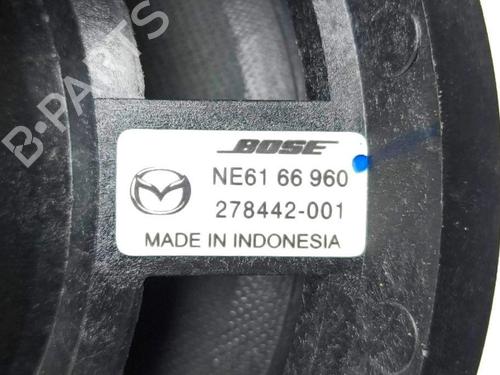 B-PARTS
BOSE
NE61 66 960
278442-001
MADE IN INDONESIA